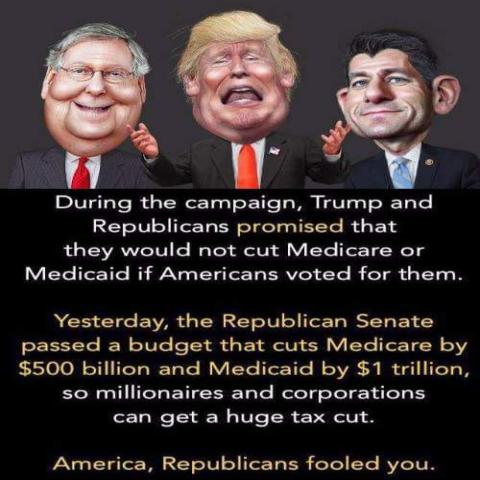 During the campaign, Trump and
Republicans promised that
they would not cut Medicare or
Medicaid if Americans voted for them.
Yesterday, the Republican Senate
passed a budget that cuts Medicare by
$500 billion and Medicaid by $1 trillion,
so millionaires and corporations
can get a huge tax cut.
America, Republicans fooled you.